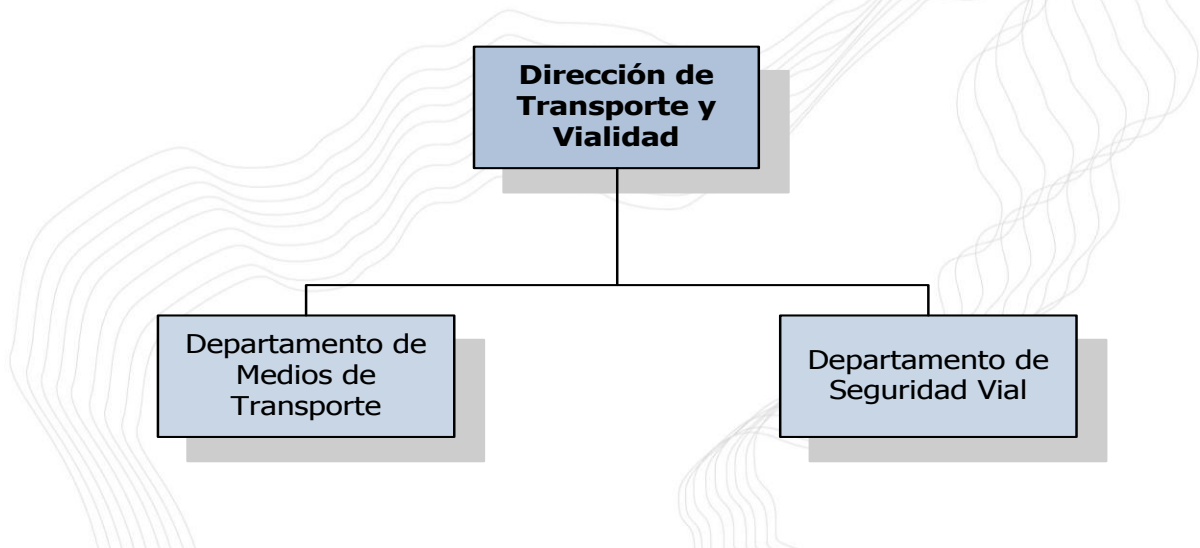 Dirección de
Transporte y
Vialidad
Departamento de
Medios de
Transporte
Departamento de
Seguridad Vial